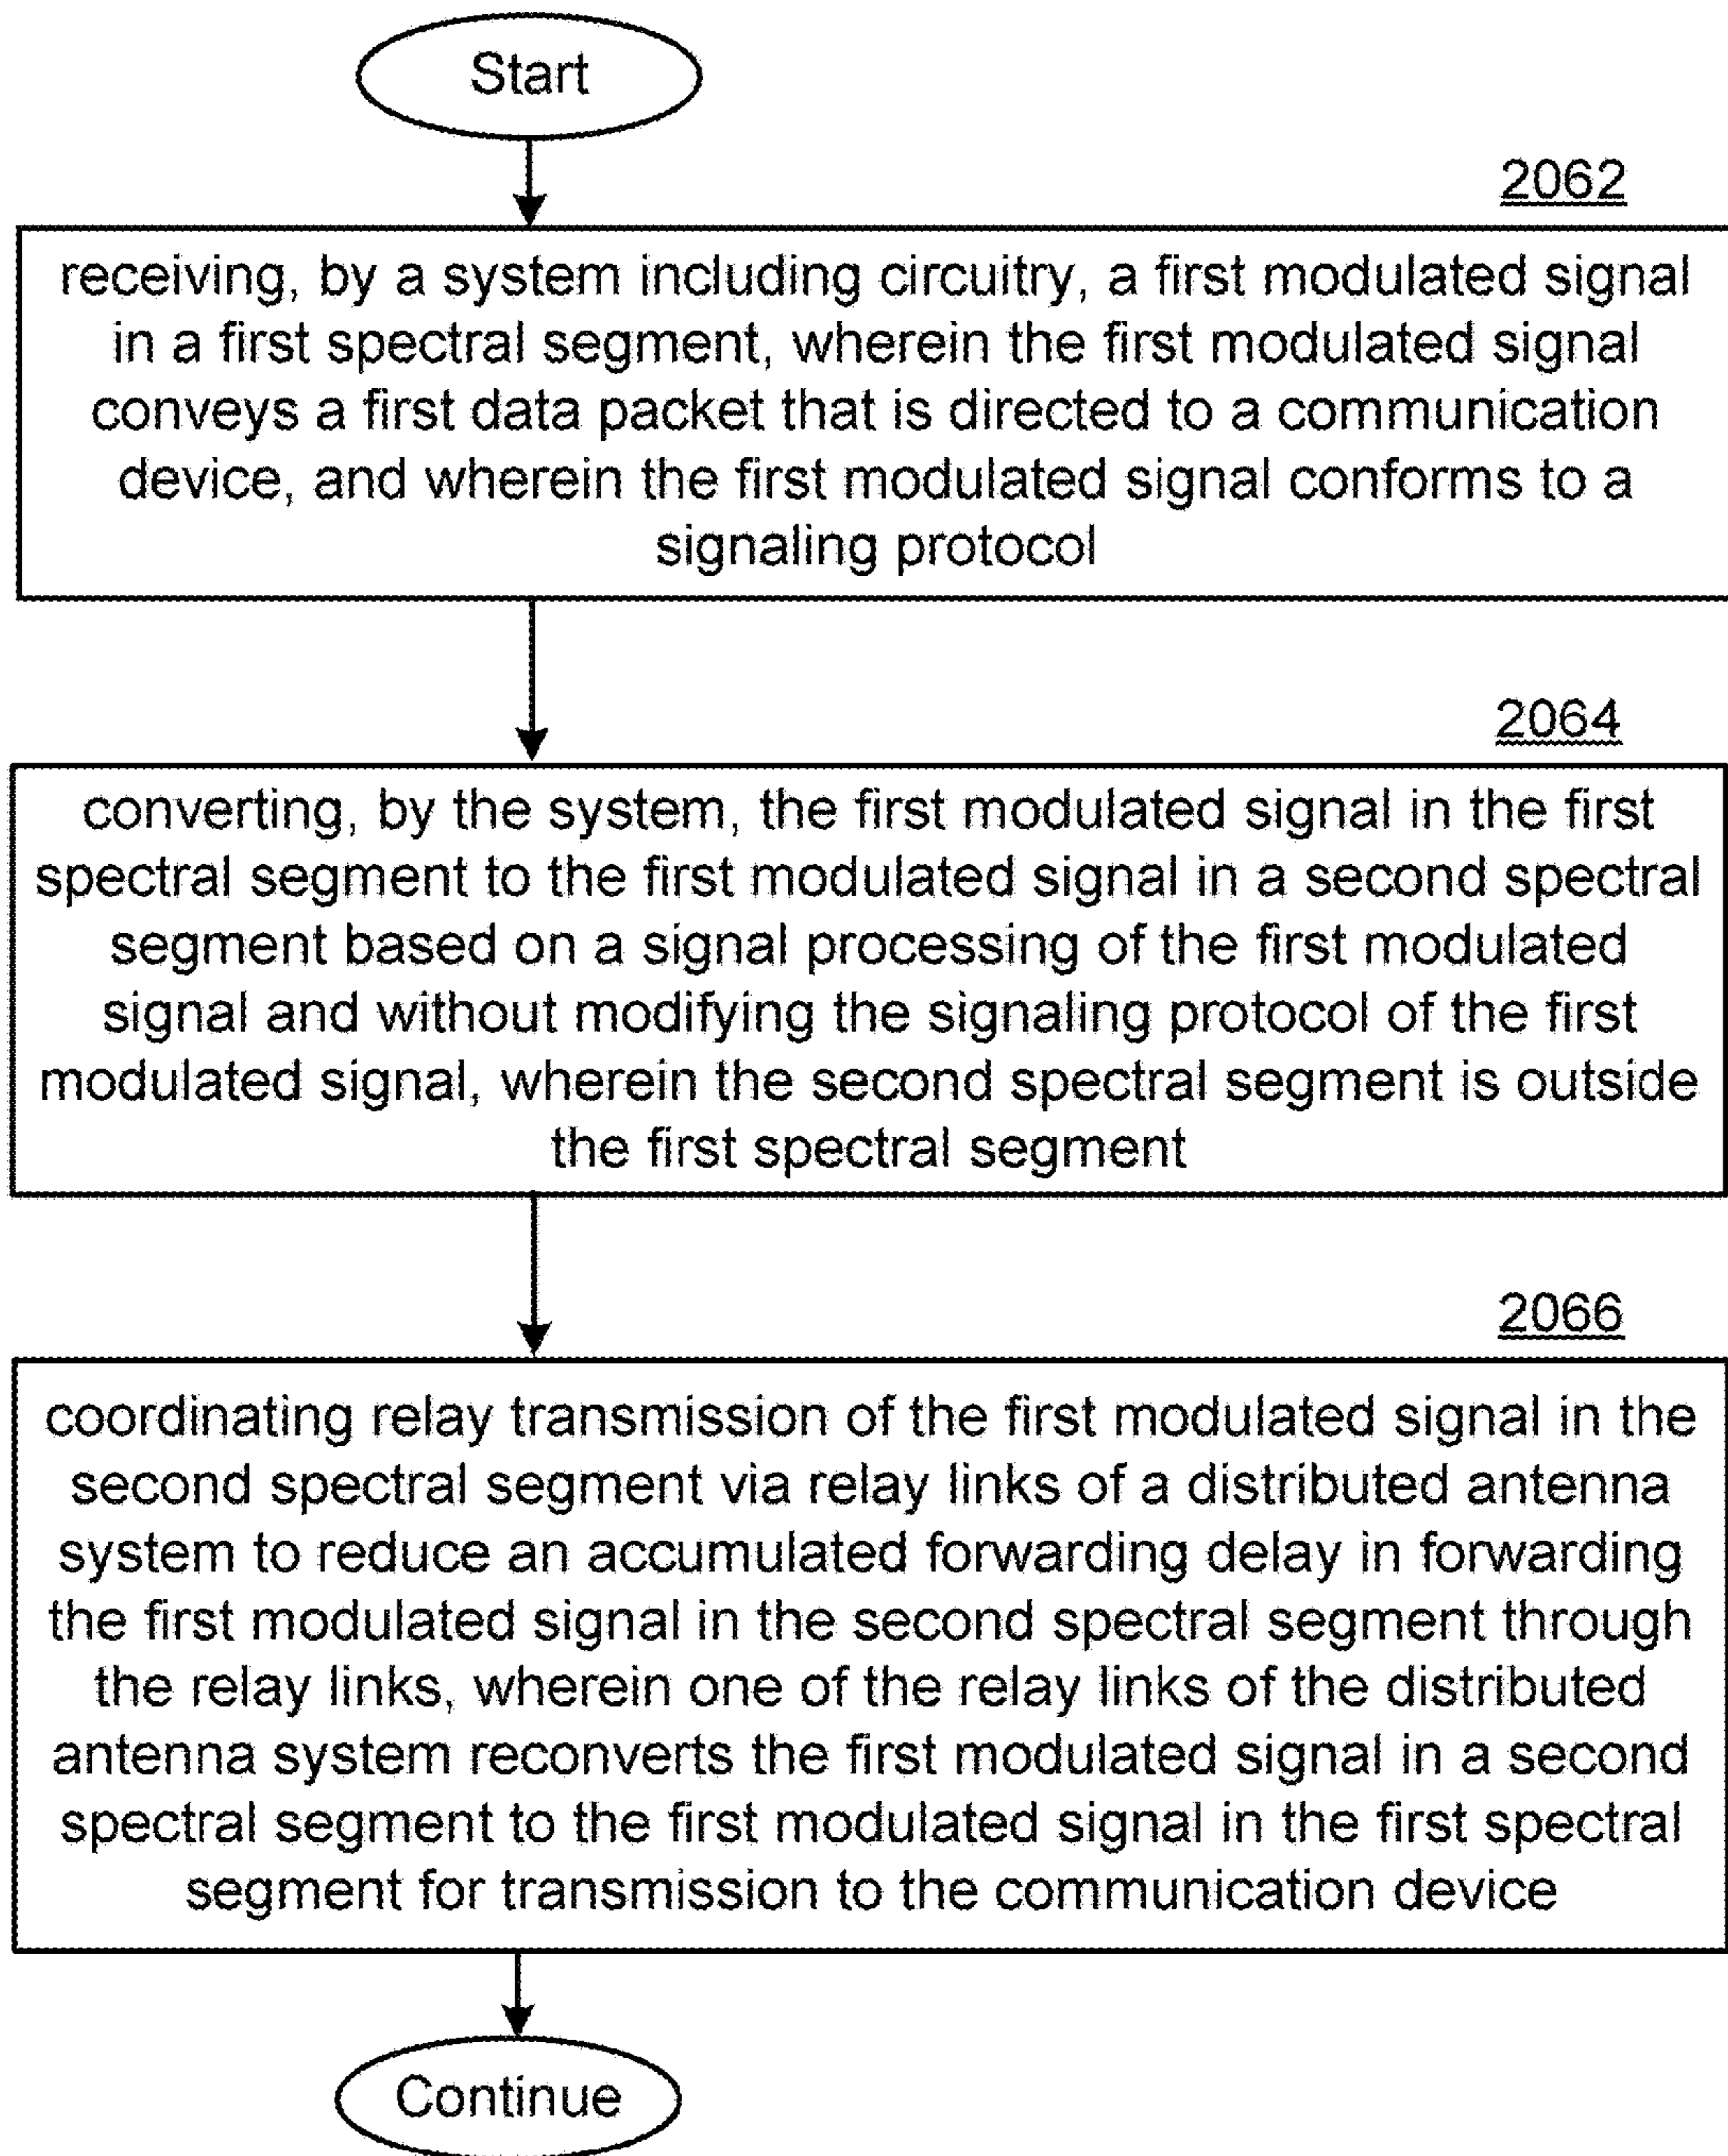 Start
2062
receiving, by a system including circuitry, a first modulated signal
in a first spectral segment, wherein the first modulated signal
conveys a first data packet that is directed to a communication
device, and wherein the first modulated signal conforms to a
signaling protocol
2064
converting, by the system, the first modulated signal in the first
spectral segment to the first modulated signal in a second spectral
segment based on a signal processing of the first modulated
signal and without modifying the signaling protocol of the first
modulated signal, wherein the second spectral segment is outside
the first spectral segment
2066
coordinating relay transmission of the first modulated signal in the
second spectral segment via relay links of a distributed antenna
system to reduce an accumulated forwarding delay in forwarding
the first modulated signal in the second spectral segment through
the relay links, wherein one of the relay links of the distributed
antenna system reconverts the first modulated signal in a second
spectral segment to the first modulated signal in the first spectral
segment for transmission to the communication device
Continue